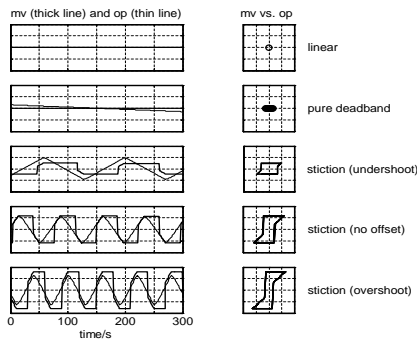 mv (thick line) and op (thin line)
mv vs. op
linear
pure deadband
stiction (undershoot)
stiction (no offset)
stiction (overshoot)
0 100 200 300
time/s